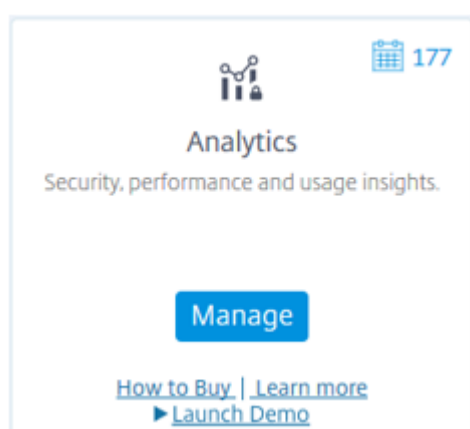 177
Analytics
Security, performance and usage insights.
Manage
How to Buy | Learn more
▶ Launch Demo